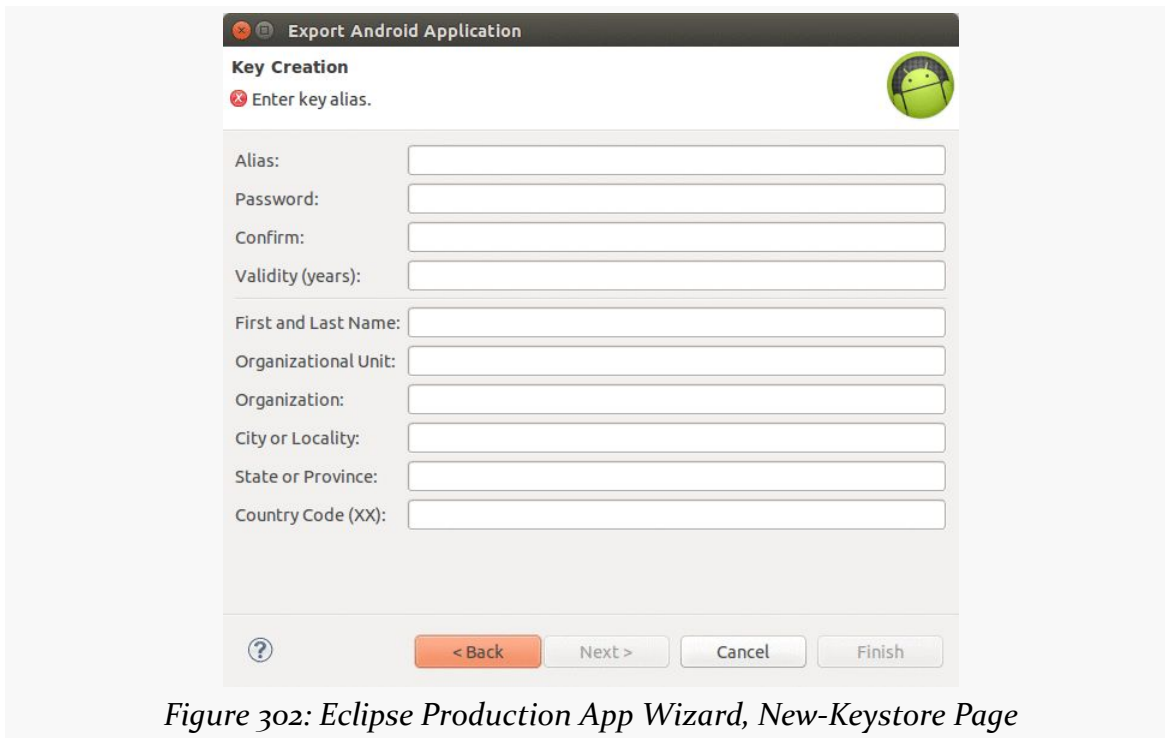 Export Android Application
Key Creation
Enter key alias.
Alias:
Password:
Confirm:
Validity (years):
First and Last Name:
Organizational Unit:
Organization:
City or Locality:
State or Province:
Country Code (XX):
?
< Back
Next >
Cancel
Finish
Figure 302: Eclipse Production App Wizard, New-Keystore Page